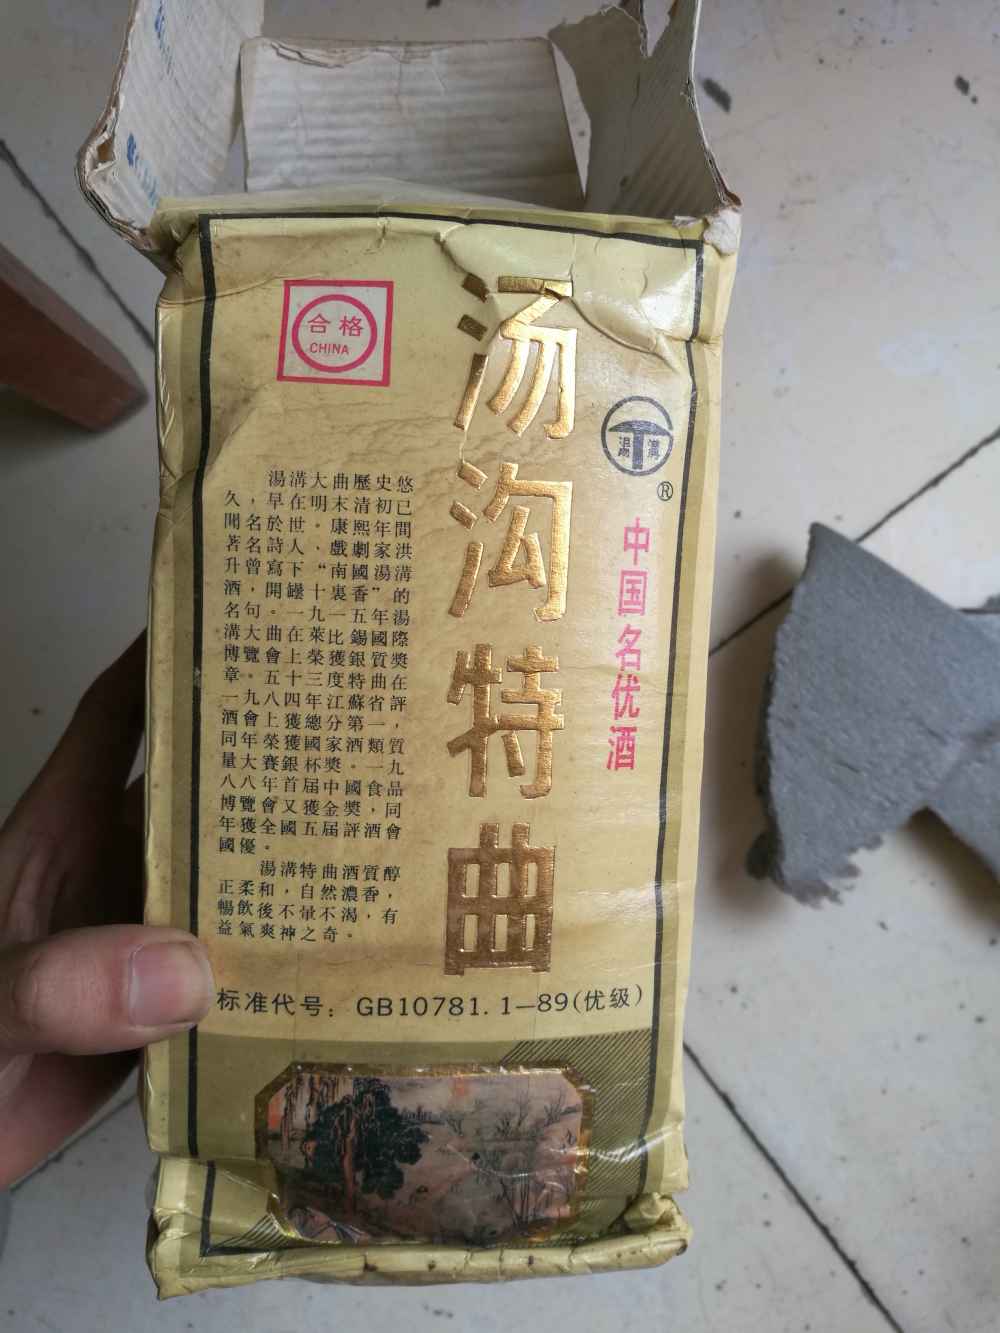 合格
CHINA
汤沟特曲
湯溝
®
中国名优酒
湯溝大曲歷史悠
久，早在明末清初已
聞名於世。康熙年間
著名詩人、戲劇家洪
升曾寫下“南國湯溝
酒，開罎十裏香”的
名句。一九一五年湯
溝大曲在萊比錫國際
博覽會上榮獲銀質獎
章。五十三度特曲在
一九八四年江蘇省評
酒會上獲總分第一，
同年榮獲國家酒類質
量大賽銀杯獎。一九
八八年首届中國食品
博覽會又獲金獎，同
年獲全國五届評酒會
國優。
湯溝特曲酒質醇
正柔和，自然濃香，
暢飲後不暈不渴，有
益氣爽神之奇。
标准代号：GB10781.1—89(优级)